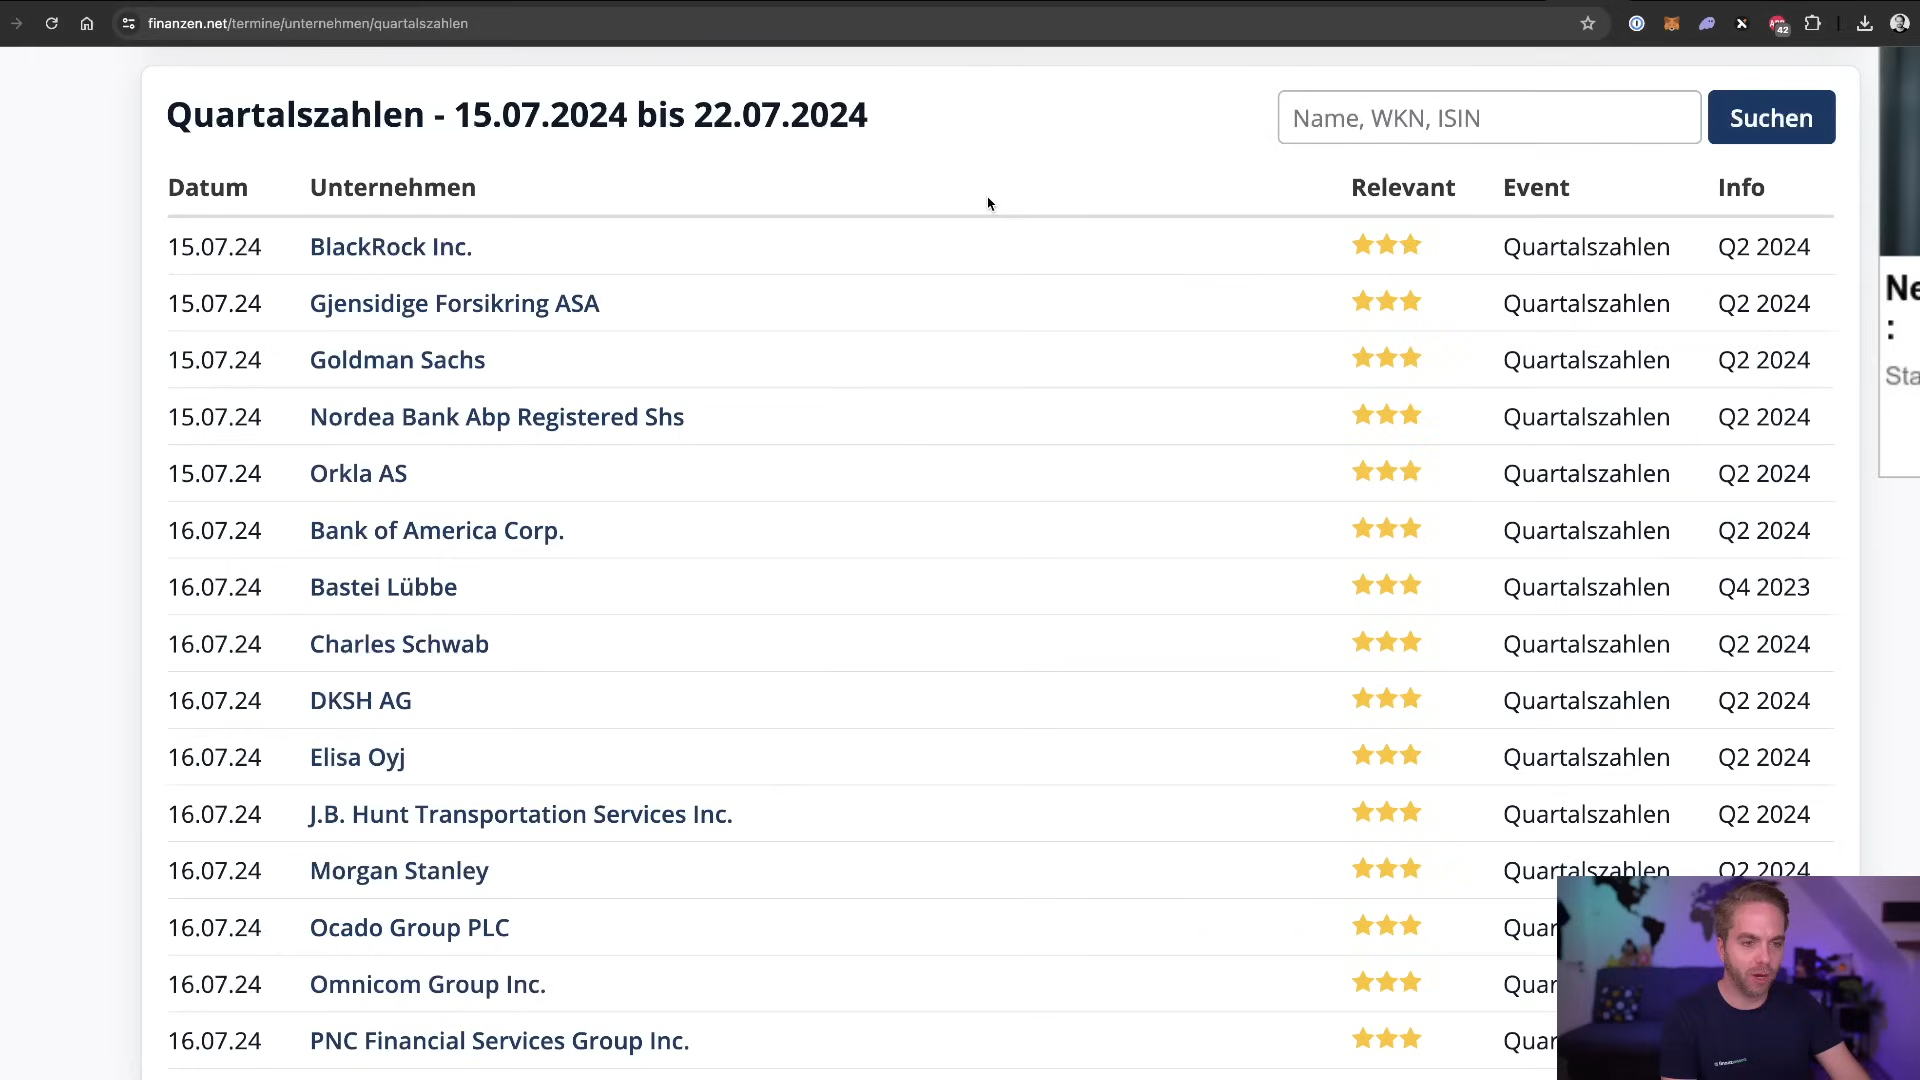 finanzen.net/termine/unternehmen/quartalszahlen
42
Quartalszahlen - 15.07.2024 bis 22.07.2024
Name, WKN, ISIN
Suchen
Datum Unternehmen Relevant Event Info
15.07.24 BlackRock Inc. Quartalszahlen Q2 2024
15.07.24 Gjensidige Forsikring ASA Quartalszahlen Q2 2024
15.07.24 Goldman Sachs Quartalszahlen Q2 2024
15.07.24 Nordea Bank Abp Registered Shs Quartalszahlen Q2 2024
15.07.24 Orkla AS Quartalszahlen Q2 2024
16.07.24 Bank of America Corp. Quartalszahlen Q2 2024
16.07.24 Bastei Lübbe Quartalszahlen Q4 2023
16.07.24 Charles Schwab Quartalszahlen Q2 2024
16.07.24 DKSH AG Quartalszahlen Q2 2024
16.07.24 Elisa Oyj Quartalszahlen Q2 2024
16.07.24 J.B. Hunt Transportation Services Inc. Quartalszahlen Q2 2024
16.07.24 Morgan Stanley Quartalszahlen Q2 2024
16.07.24 Ocado Group PLC Quar
16.07.24 Omnicom Group Inc. Quar
16.07.24 PNC Financial Services Group Inc. Quar
Ne
:
Sta